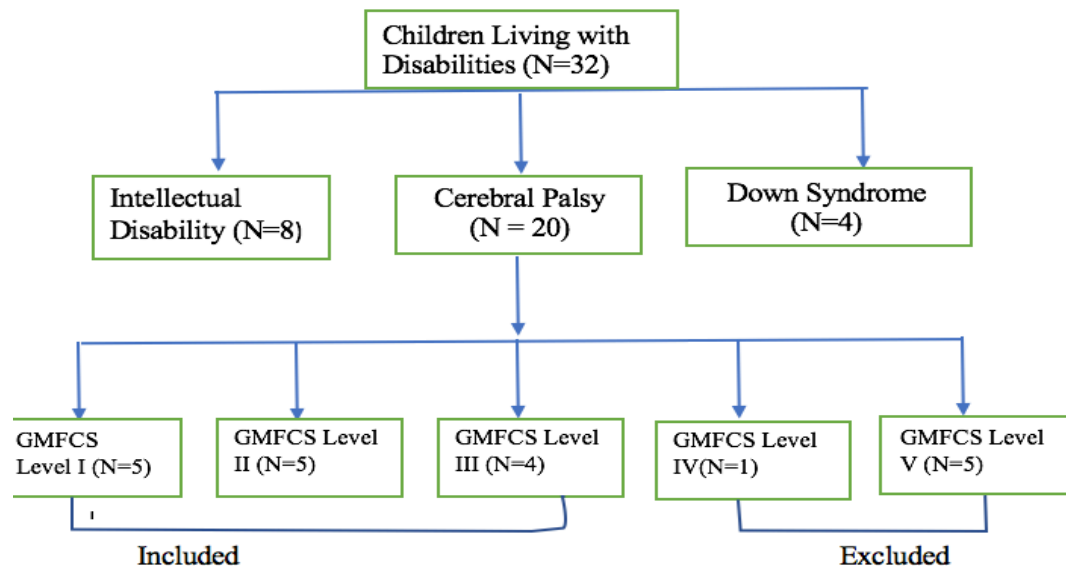 Children Living with
Disabilities (N=32)
Intellectual
Disability (N=8)
Cerebral Palsy
(N = 20)
Down Syndrome
(N=4)
GMFCS
Level I (N=5)
GMFCS Level
II (N=5)
GMFCS Level
III (N=4)
GMFCS Level
IV(N=1)
GMFCS Level
V (N=5)
Included
Excluded